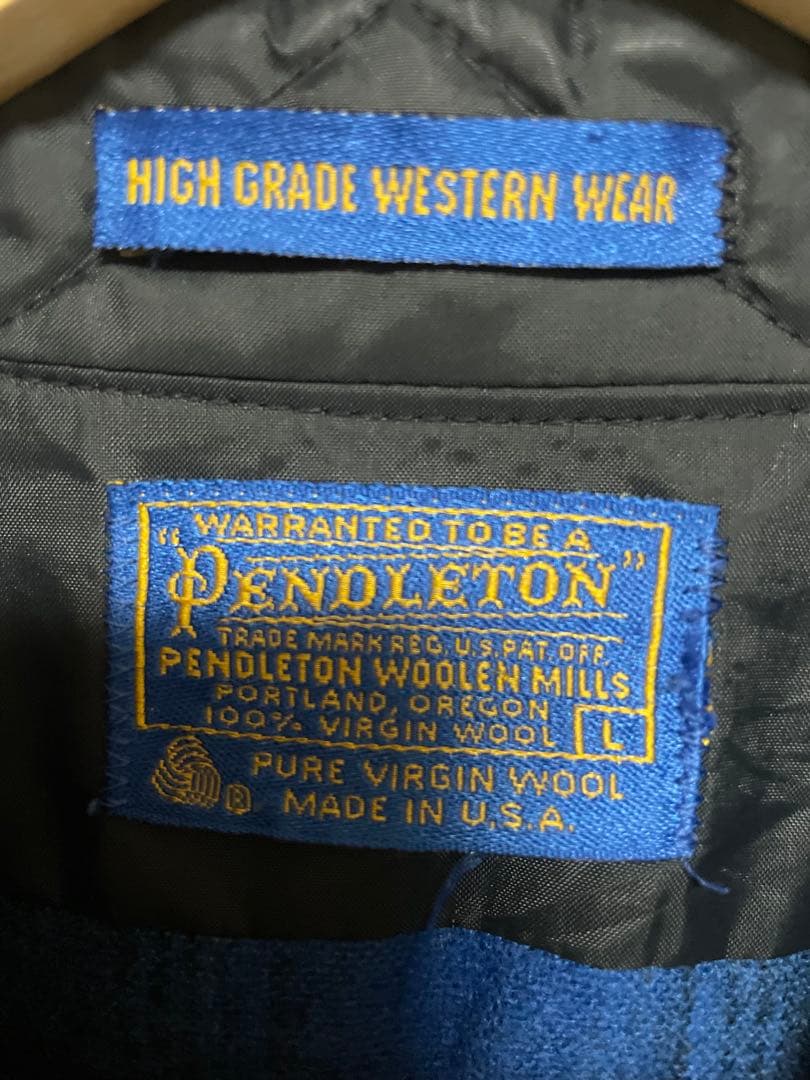 HIGH GRADE WESTERN WEAR
WARRANTED TO BE A
"PENDLETON"
TRADE MARK REG. U.S. PAT. OFF.
PENDLETON WOOLEN MILLS
PORTLAND, OREGON
100% VIRGIN WOOL L
PURE VIRGIN WOOL
® MADE IN U.S.A.